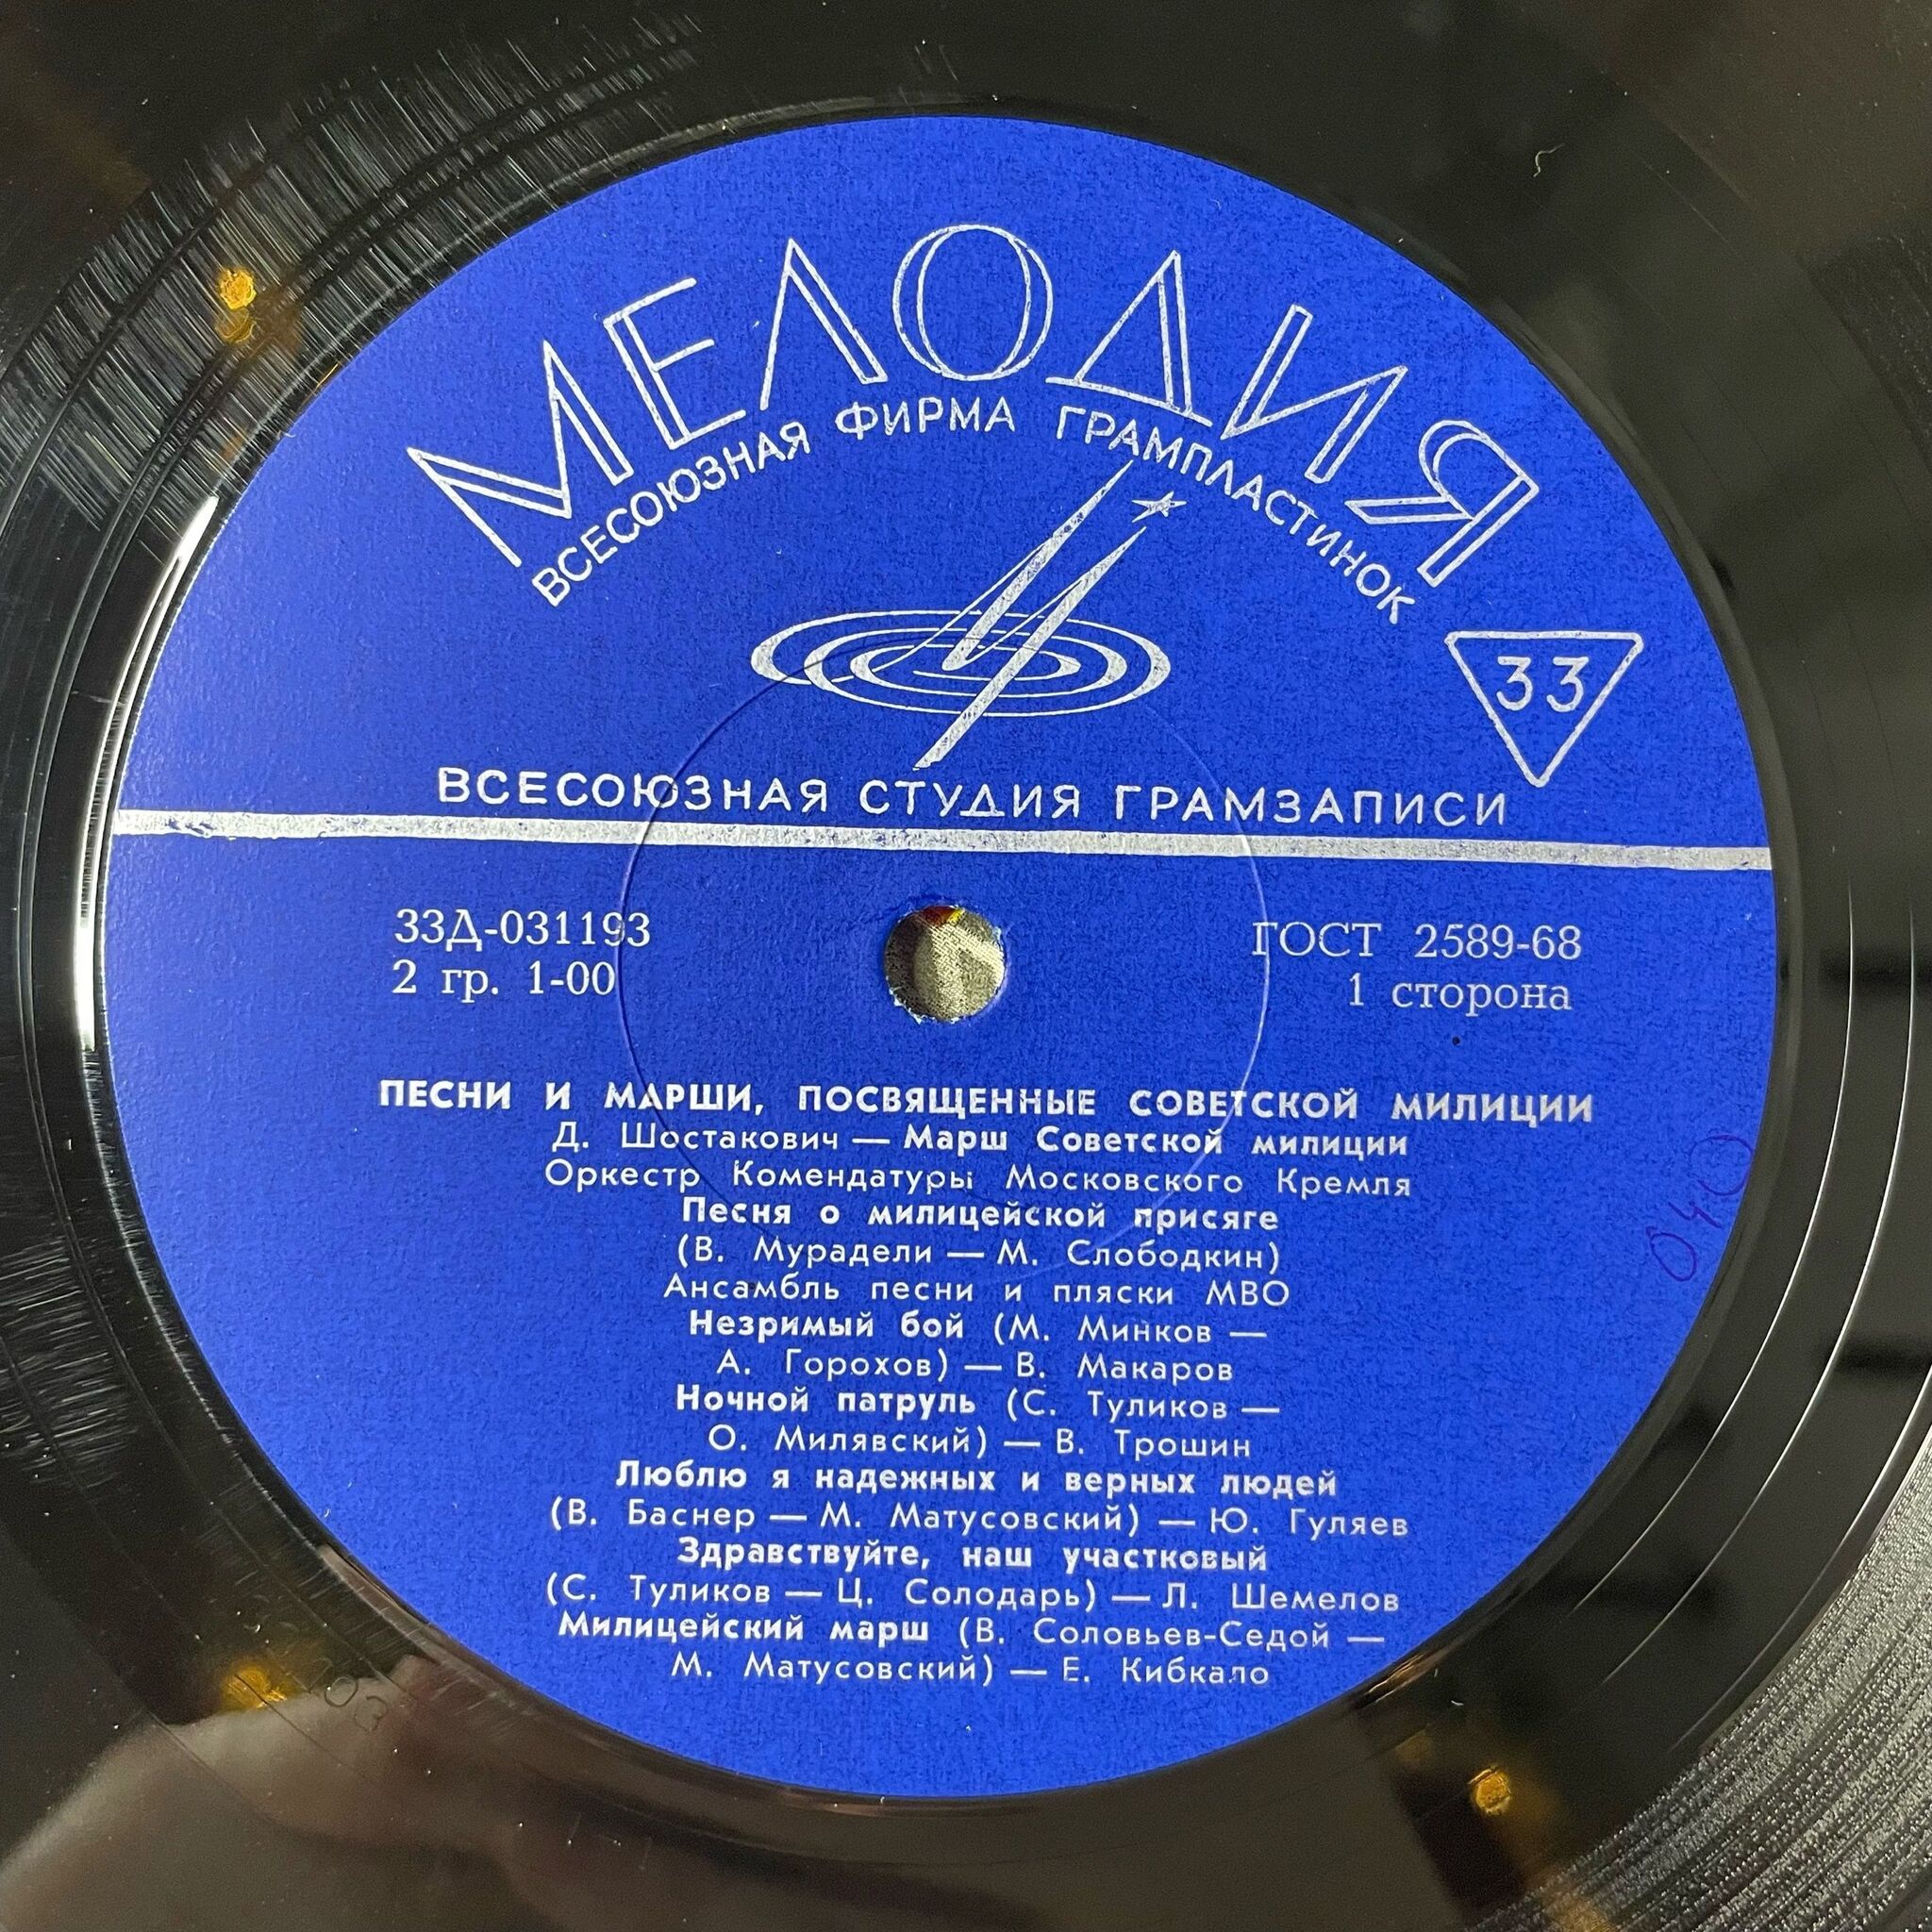 МЕЛОДИЯ
ВСЕСОЮЗНАЯ ФИРМА ГРАМПЛАСТИНОК
33
ВСЕСОЮЗНАЯ СТУДИЯ ГРАМЗАПИСИ
33Д-031193
2 гр. 1-00
ГОСТ 2589-68
1 сторона
ПЕСНИ И МАРШИ, ПОСВЯЩЕННЫЕ СОВЕТСКОЙ МИЛИЦИИ
Д. Шостакович — Марш Советской милиции
Оркестр Комендатуры Московского Кремля
Песня о милицейской присяге
(В. Мурадели — М. Слободкин)
Ансамбль песни и пляски МВО
Незримый бой (М. Минков —
А. Горохов) — В. Макаров
Ночной патруль (С. Туликов —
О. Милявский) — В. Трошин
Люблю я надежных и верных людей
(В. Баснер — М. Матусовский) — Ю. Гуляев
Здравствуйте, наш участковый
(С. Туликов — Ц. Солодарь) — Л. Шемелов
Милицейский марш (В. Соловьев-Седой —
М. Матусовский) — Е. Кибкало